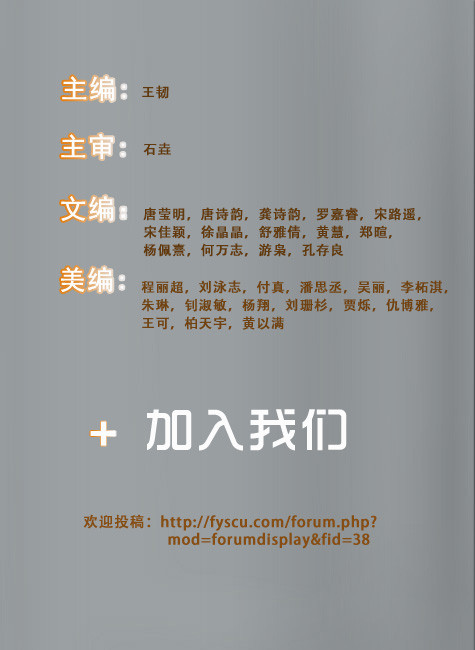 主编: 王韧
主审: 石垚
文编: 唐莹明，唐诗韵，龚诗韵，罗嘉睿，宋路遥，
宋佳颖，徐晶晶，舒雅倩，黄慧，郑暄，
杨佩熹，何万志，游枭，孔存良
美编: 程丽超，刘泳志，付真，潘思丞，吴丽，李柘淇，
朱琳，钊淑敏，杨翔，刘珊杉，贾烁，仇博雅，
王可，柏天宇，黄以满
+ 加入我们
欢迎投稿：http://fyscu.com/forum.php?
mod=forumdisplay&fid=38